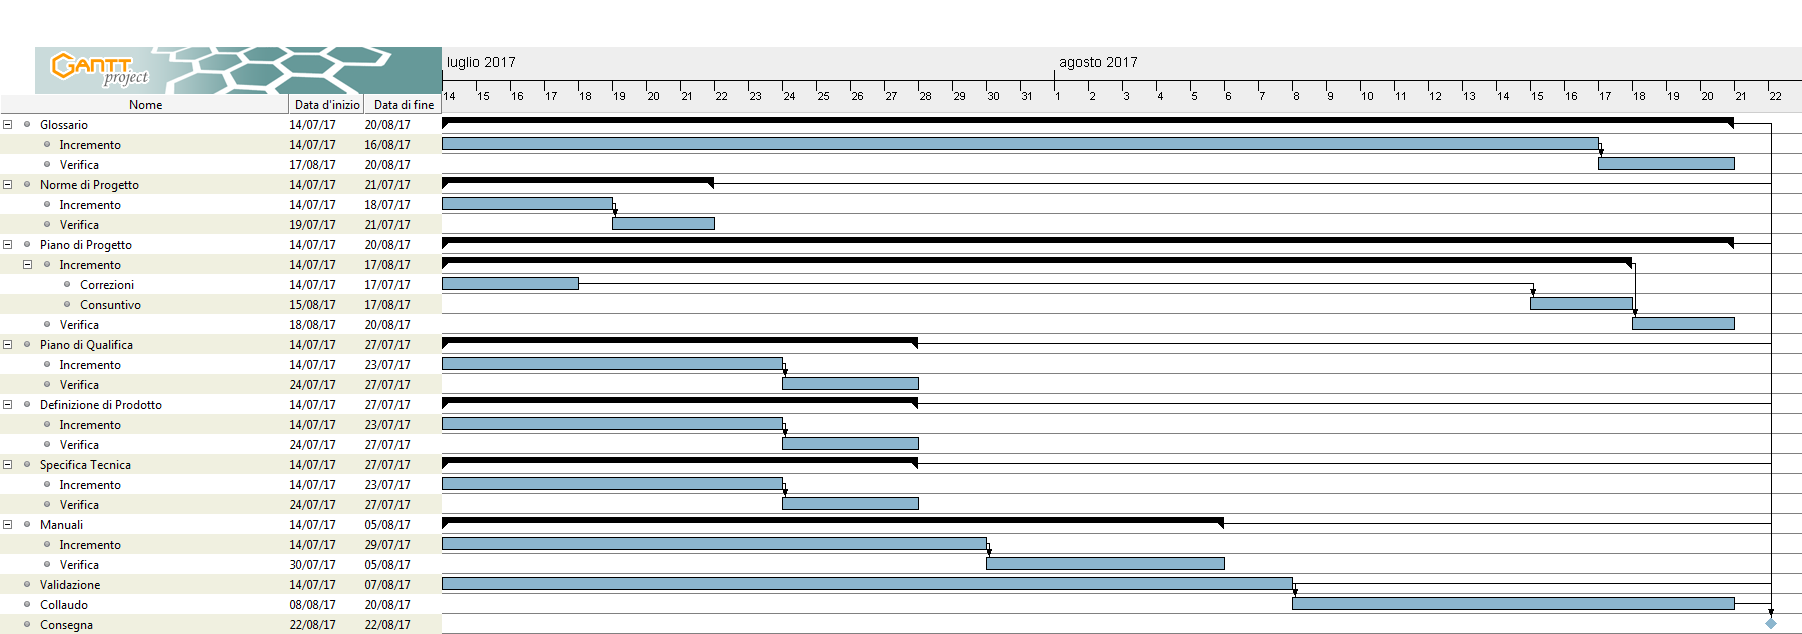 GANTT
project
luglio 2017 agosto 2017
14 15 16 17 18 19 20 21 22 23 24 25 26 27 28 29 30 31 1 2 3 4 5 6 7 8 9 10 11 12 13 14 15 16 17 18 19 20 21 22
Nome Data d'inizio Data di fine
Glossario 14/07/17 20/08/17
Incremento 14/07/17 16/08/17
Verifica 17/08/17 20/08/17
Norme di Progetto 14/07/17 21/07/17
Incremento 14/07/17 18/07/17
Verifica 19/07/17 21/07/17
Piano di Progetto 14/07/17 20/08/17
Incremento 14/07/17 17/08/17
Correzioni 14/07/17 17/07/17
Consuntivo 15/08/17 17/08/17
Verifica 18/08/17 20/08/17
Piano di Qualifica 14/07/17 27/07/17
Incremento 14/07/17 23/07/17
Verifica 24/07/17 27/07/17
Definizione di Prodotto 14/07/17 27/07/17
Incremento 14/07/17 23/07/17
Verifica 24/07/17 27/07/17
Specifica Tecnica 14/07/17 27/07/17
Incremento 14/07/17 23/07/17
Verifica 24/07/17 27/07/17
Manuali 14/07/17 05/08/17
Incremento 14/07/17 29/07/17
Verifica 30/07/17 05/08/17
Validazione 14/07/17 07/08/17
Collaudo 08/08/17 20/08/17
Consegna 22/08/17 22/08/17